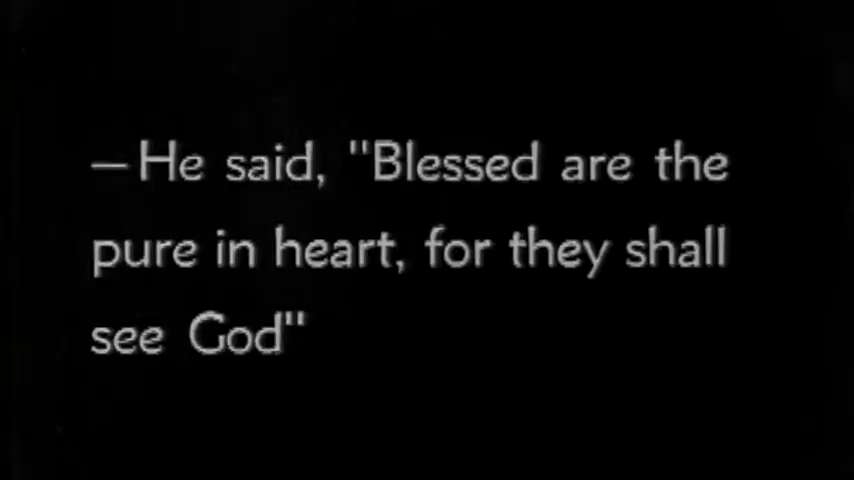 —He said, "Blessed are the
pure in heart, for they shall
see God"